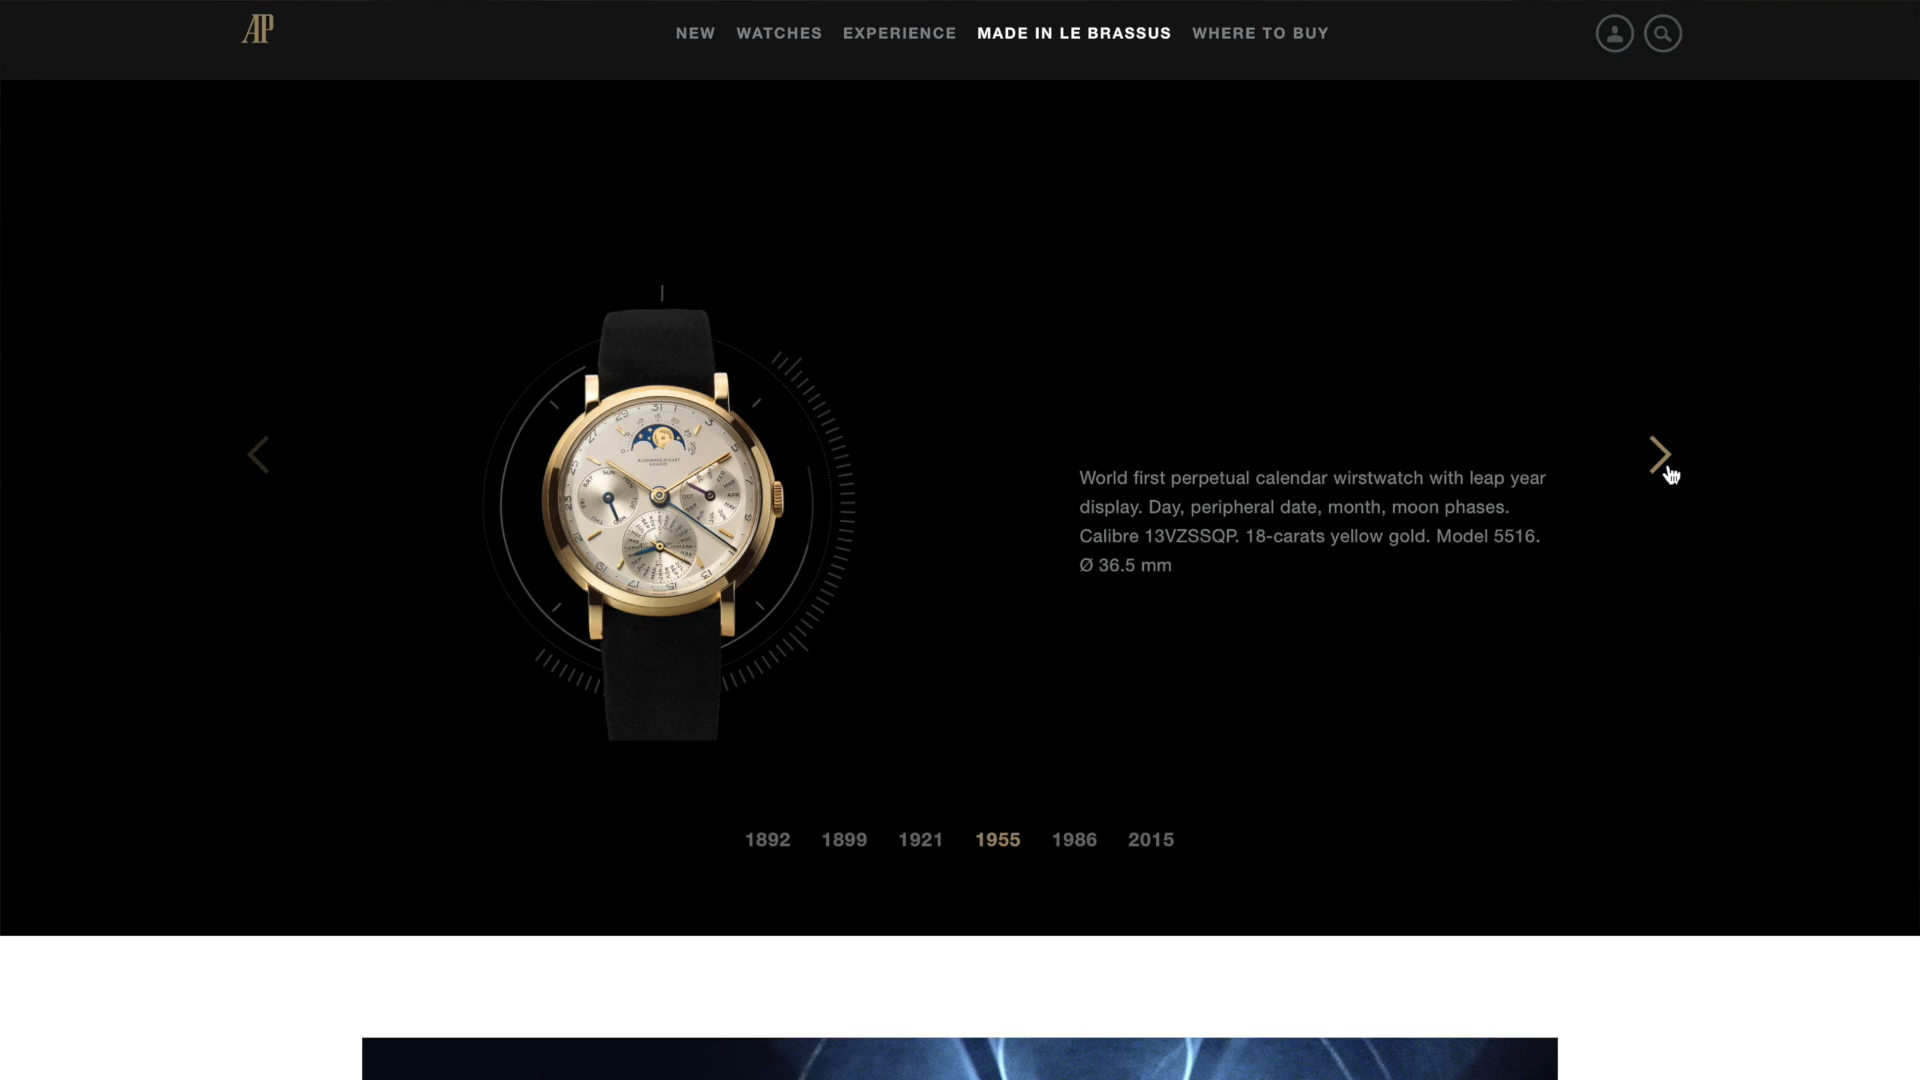 AP
NEW WATCHES EXPERIENCE MADE IN LE BRASSUS WHERE TO BUY
World first perpetual calendar wirstwatch with leap year
display. Day, peripheral date, month, moon phases.
Calibre 13VZSSQP. 18-carats yellow gold. Model 5516.
Ø 36.5 mm
1892 1899 1921 1955 1986 2015